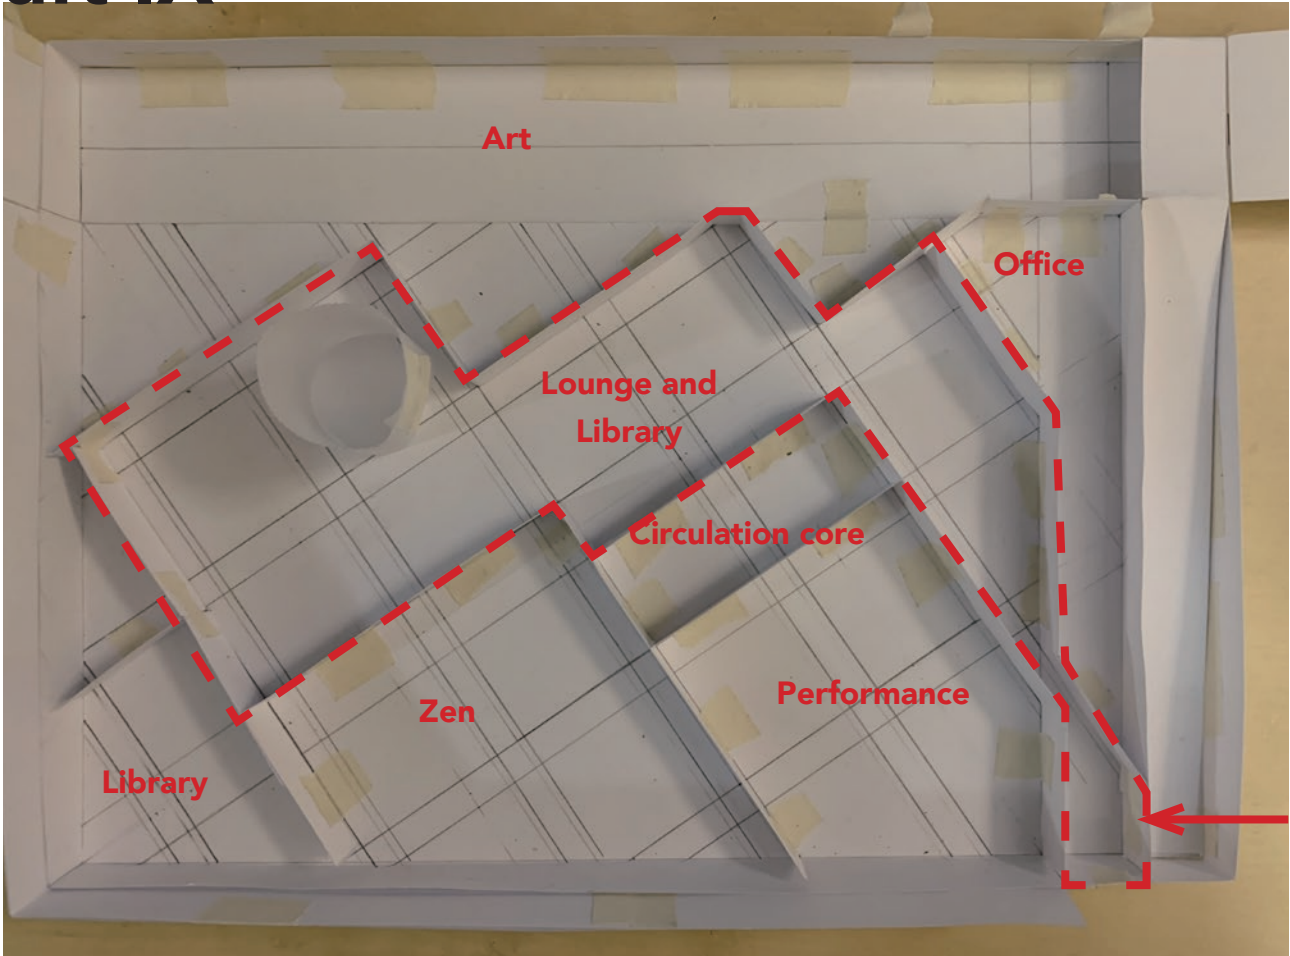 Art
Office
Lounge and
Library
Circulation core
Performance
Zen
Library